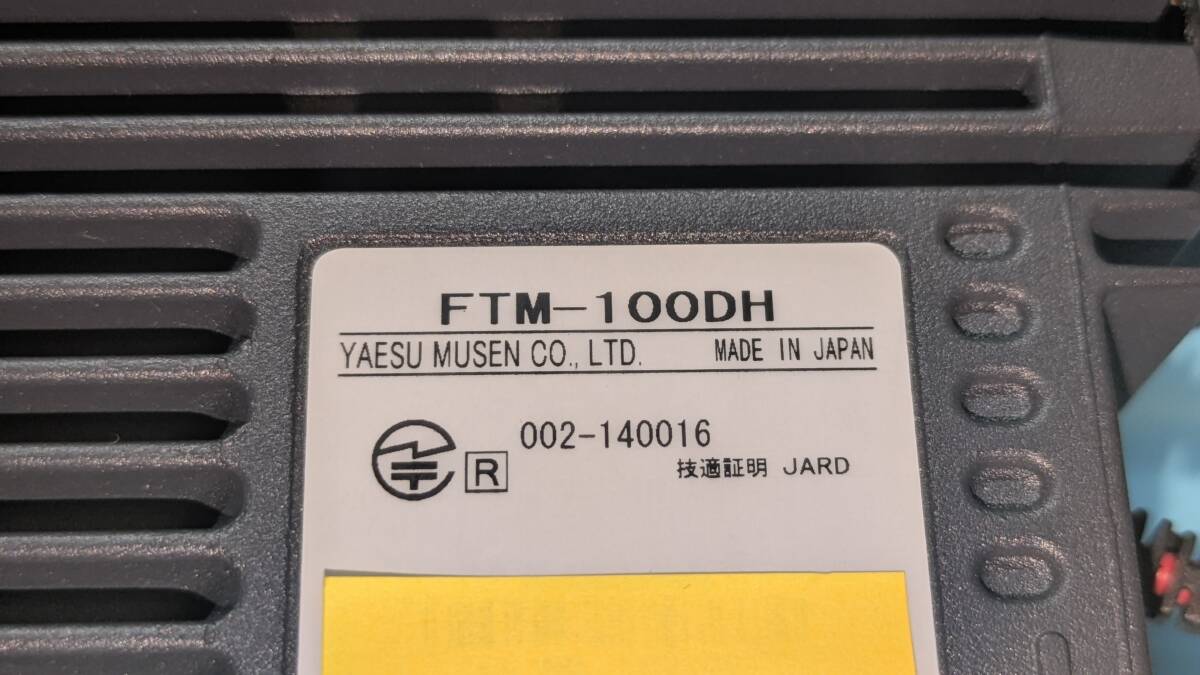 FTM-100DH
YAESU MUSEN CO., LTD. MADE IN JAPAN
R 002-140016
技適証明 JARD